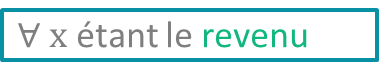 ∀ x étant le revenu